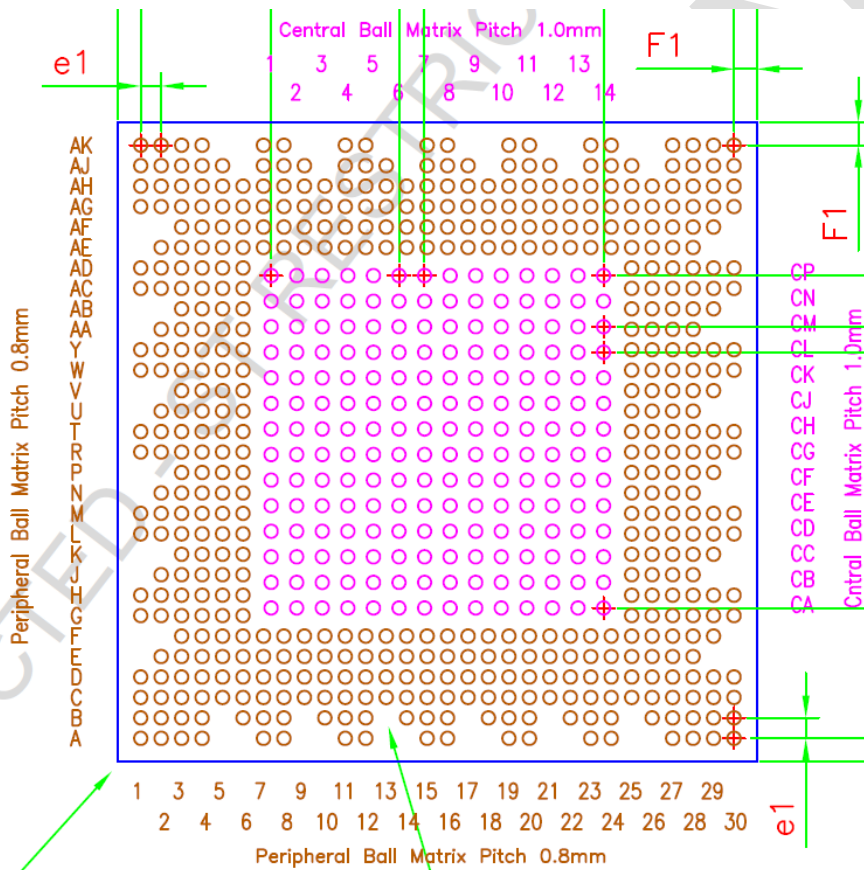 Central Ball Matrix Pitch 1.0mm
e1
F1
1 3 5 7 9 11 13
2 4 6 8 10 12 14
F1
AK
AJ
AH
AG
AF
AE
AD
AC
AB
AA
Y
W
V
U
T
R
P
N
M
L
K
J
H
G
F
E
D
C
B
A
Peripheral Ball Matrix Pitch 0.8mm
CP
CN
CM
CL
CK
CJ
CH
CG
CF
CE
CD
CC
CB
CA
Cntral Ball Matrix Pitch 1.0mm
e1
1 3 5 7 9 11 13 15 17 19 21 23 25 27 29
2 4 6 8 10 12 14 16 18 20 22 24 26 28 30
Peripheral Ball Matrix Pitch 0.8mm
CTED - ST RESTRIC